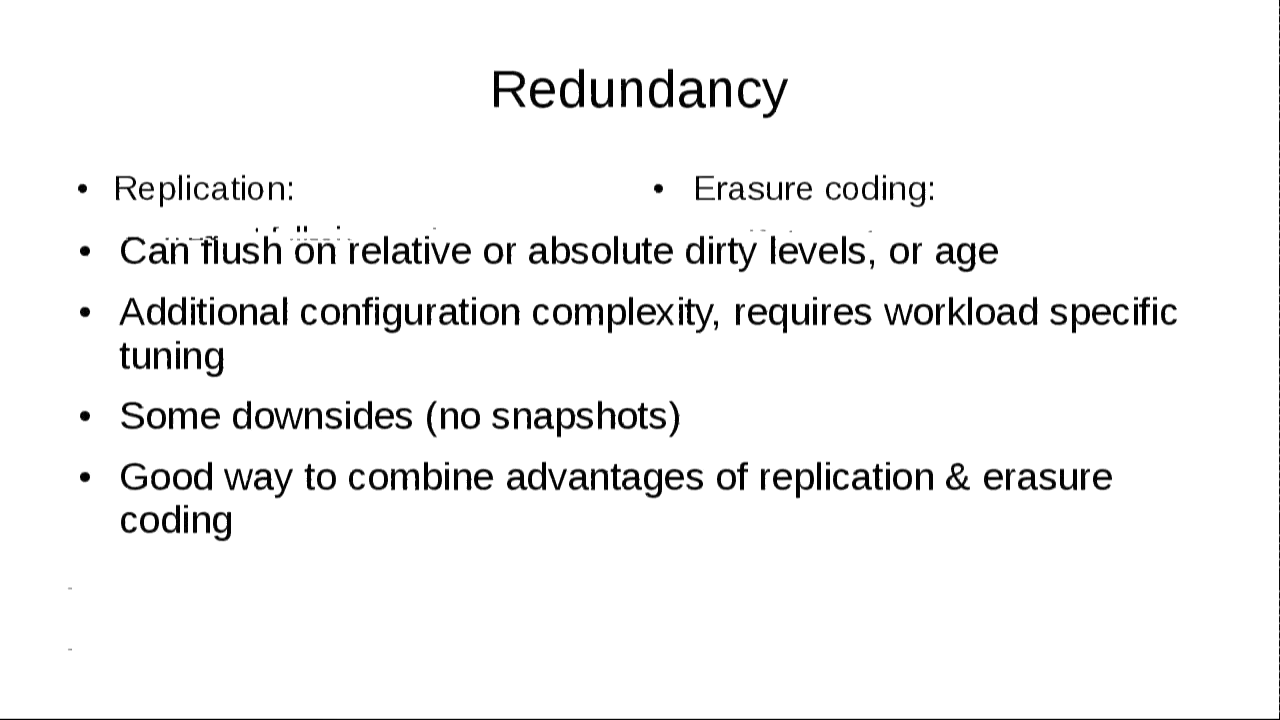 Redundancy
• Replication:
• Erasure coding:
• Can flush on relative or absolute dirty levels, or age
• Additional configuration complexity, requires workload specific
tuning
• Some downsides (no snapshots)
• Good way to combine advantages of replication & erasure
coding